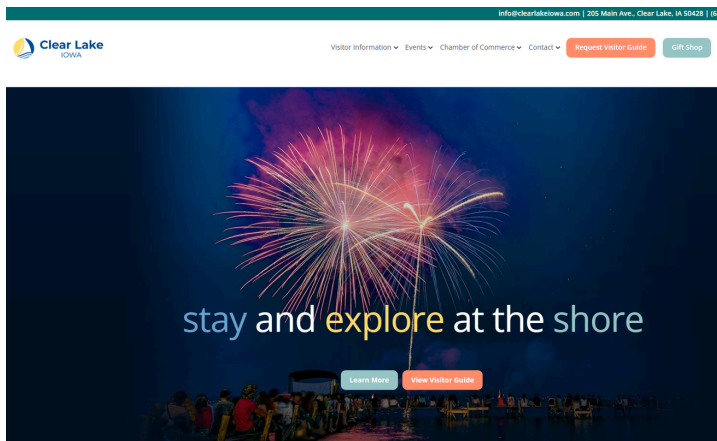 info@clearlakeiowa.com | 205 Main Ave., Clear Lake, IA 50428 | (6
Clear Lake
IOWA
Visitor Information Events Chamber of Commerce Contact Request Visitor Guide Gift Shop
stay and explore at the shore
Learn More View Visitor Guide